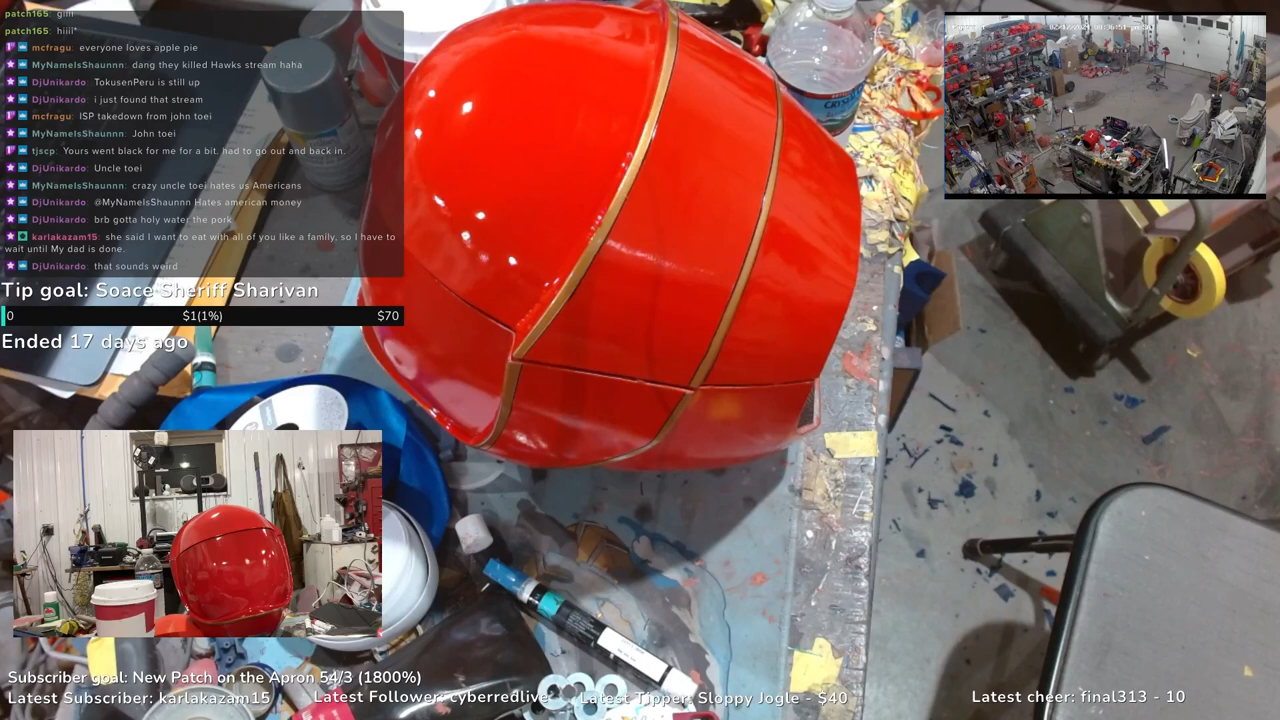 patch165: giii
patch165: hiiii*
mcfragu: everyone loves apple pie
MyNameIsShaunnn: dang they killed Hawks stream haha
DjUnikardo: TokusenPeru is still up
DjUnikardo: i just found that stream
mcfragu: ISP takedown from john toei
MyNameIsShaunnn: John toei
tjscp: Yours went black for me for a bit. had to go out and back in.
DjUnikardo: Uncle toei
MyNameIsShaunnn: crazy uncle toei hates us Americans
DjUnikardo: @MyNameIsShaunnn Hates american money
DjUnikardo: brb gotta holy water the pork
karlakazam15: she said I want to eat with all of you like a family, so I have to
wait until My dad is done.
DjUnikardo: that sounds weird
Tip goal: Soace Sheriff Sharivan
0 $1(1%) $70
Ended 17 days ago
Subscriber goal: New Patch on the Apron 54/3 (1800%)
Latest Subscriber: karlakazam15
Latest Follower: cyberredlive
Latest Tipper: Sloppy Jogle - $40
Latest cheer: final313 - 10